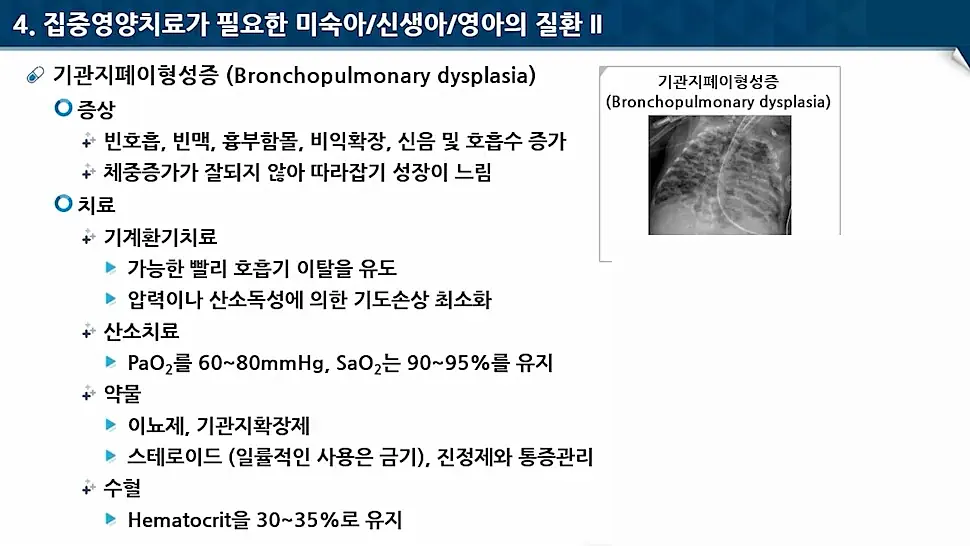 4. 집중영양치료가 필요한 미숙아/신생아/영아의 질환 II
기관지폐이형성증 (Bronchopulmonary dysplasia)
증상
빈호흡, 빈맥, 흉부함몰, 비익확장, 신음 및 호흡수 증가
체중증가가 잘되지 않아 따라잡기 성장이 느림
치료
기계환기치료
가능한 빨리 호흡기 이탈을 유도
압력이나 산소독성에 의한 기도손상 최소화
산소치료
PaO₂를 60~80mmHg, SaO₂는 90~95%를 유지
약물
이뇨제, 기관지확장제
스테로이드 (일률적인 사용은 금기), 진정제와 통증관리
수혈
Hematocrit을 30~35%로 유지
기관지폐이형성증
(Bronchopulmonary dysplasia)